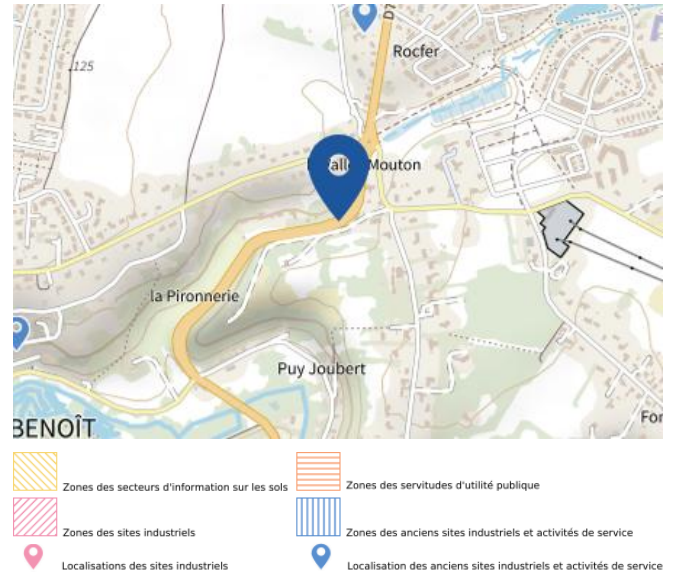 D7
Rocfer
125
Mouton
la Pironnerie
Puy Joubert
BENOÎT
For
Zones des secteurs d'information sur les sols
Zones des servitudes d'utilité publique
Zones des sites industriels
Zones des anciens sites industriels et activités de service
Localisations des sites industriels
Localisation des anciens sites industriels et activités de service